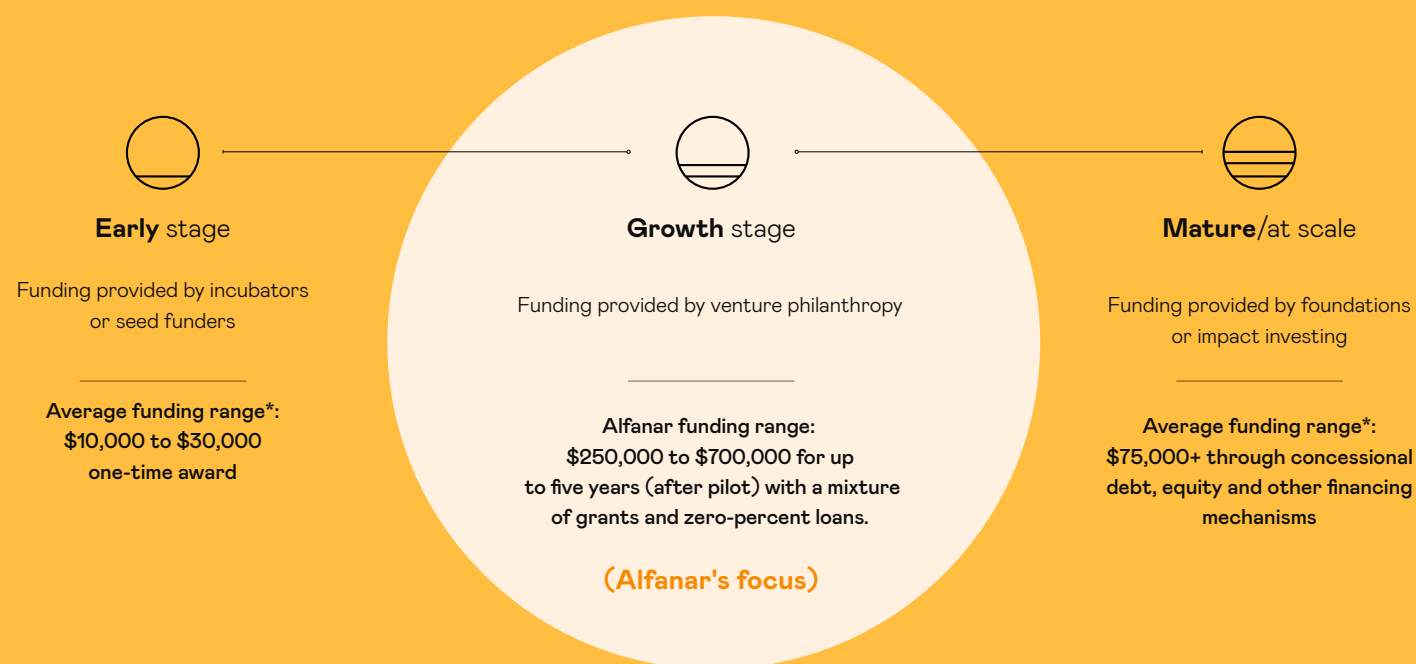 Early stage
Funding provided by incubators
or seed funders
Average funding range*:
$10,000 to $30,000
one-time award
Growth stage
Funding provided by venture philanthropy
Alfanar funding range:
$250,000 to $700,000 for up
to five years (after pilot) with a mixture
of grants and zero-percent loans.
(Alfanar's focus)
Mature/at scale
Funding provided by foundations
or impact investing
Average funding range*:
$75,000+ through concessional
debt, equity and other financing
mechanisms